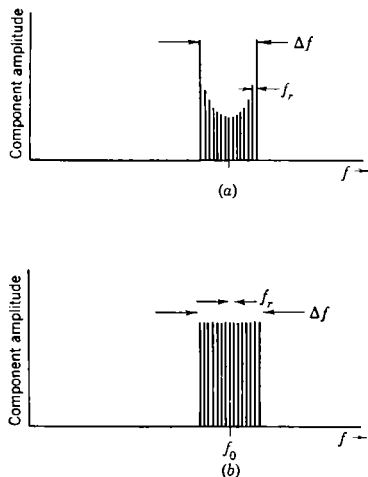 Component amplitude
Δf
f_r
f →
(a)
Component amplitude
f_r
Δf
f →
f_0
(b)